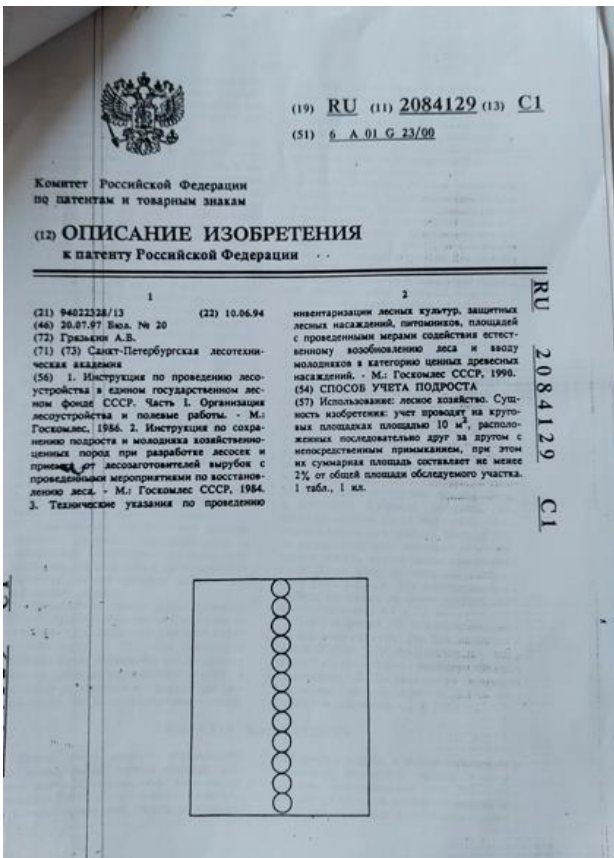 (19) RU (11) 2084129 (13) C1
(51) 6 A 01 G 23/00
Комитет Российской Федерации
по патентам и товарным знакам
(12) ОПИСАНИЕ ИЗОБРЕТЕНИЯ
к патенту Российской Федерации
1
(21) 94022328/13 (22) 10.06.94
(46) 20.07.97 Бюл. № 20
(72) Грязькин А.В.
(71) (73) Санкт-Петербургская лесотехни-
ческая академия
(56) 1. Инструкция по проведению лесо-
устройства в едином государственном лес-
ном фонде СССР. Часть I. Организация
лесоустройства и полевые работы. - М.:
Гослкомлес, 1986. 2. Инструкция по сохра-
нению подроста и молодняка хозяйственно-
ценных пород при разработке лесосек и
приемке от лесозаготовителей вырубок с
проведенными мероприятиями по восстанов-
лению леса. - М.: Госкомлес СССР, 1984.
3. Технические указания по проведению
2
инвентаризации лесных культур, защитных
лесных насаждений, питомников, площадей
с проведенными мерами содействия естест-
венному возобновлению леса и вводу
молодняков в категорию ценных древесных
насаждений. - М.: Госкомлес СССР, 1990.
(54) СПОСОБ УЧЕТА ПОДРОСТА
(57) Использование: лесное хозяйство. Сущ-
ность изобретения: учет проводят на круго-
вых площадках площадью 10 м², располо-
женных последовательно друг за другом с
непосредственным примыканием, при этом
их суммарная площадь составляет не менее
2% от общей площади обследуемого участка.
1 табл., 1 ил.
RU 2084129 C1